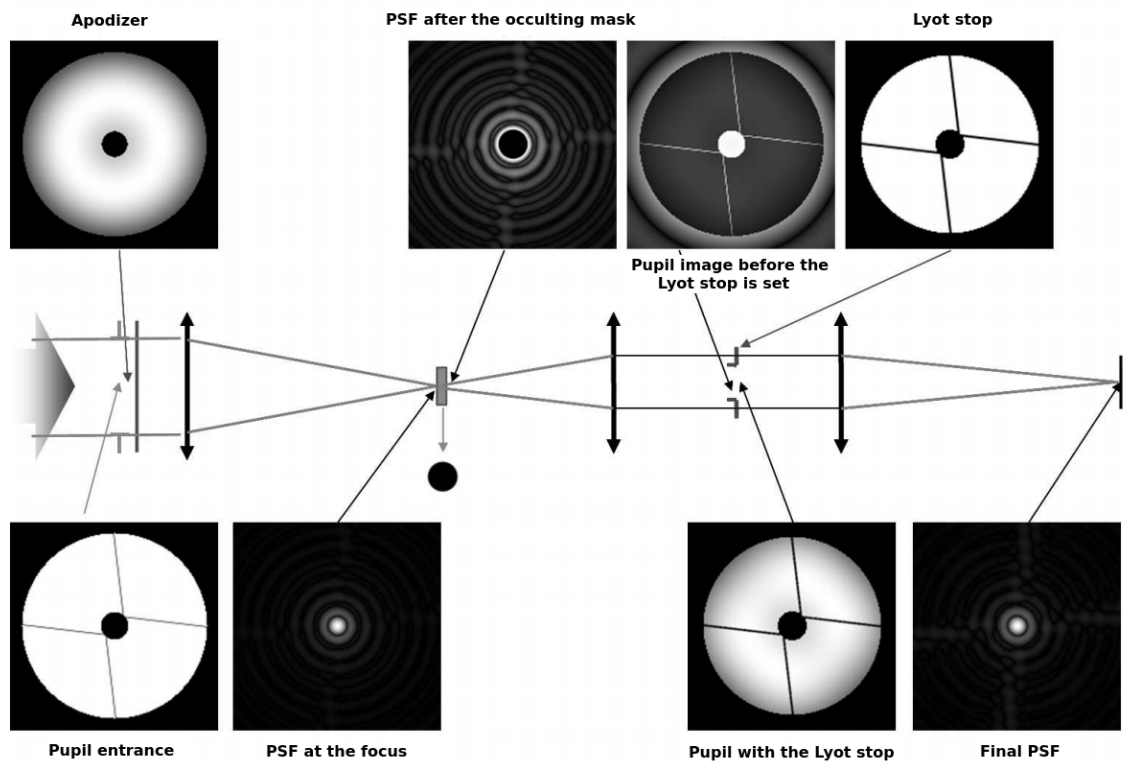 Apodizer
PSF after the occulting mask
Lyot stop
Pupil image before the
Lyot stop is set
Pupil entrance
PSF at the focus
Pupil with the Lyot stop
Final PSF